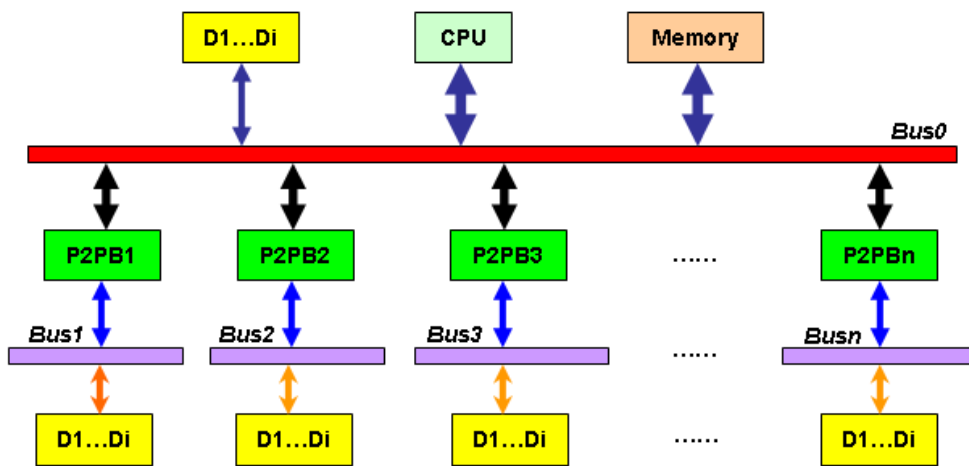 D1...Di CPU Memory
Bus0
P2PB1 P2PB2 P2PB3 ...... P2PBn
Bus1 Bus2 Bus3 ...... Busn
D1...Di D1...Di D1...Di ...... D1...Di